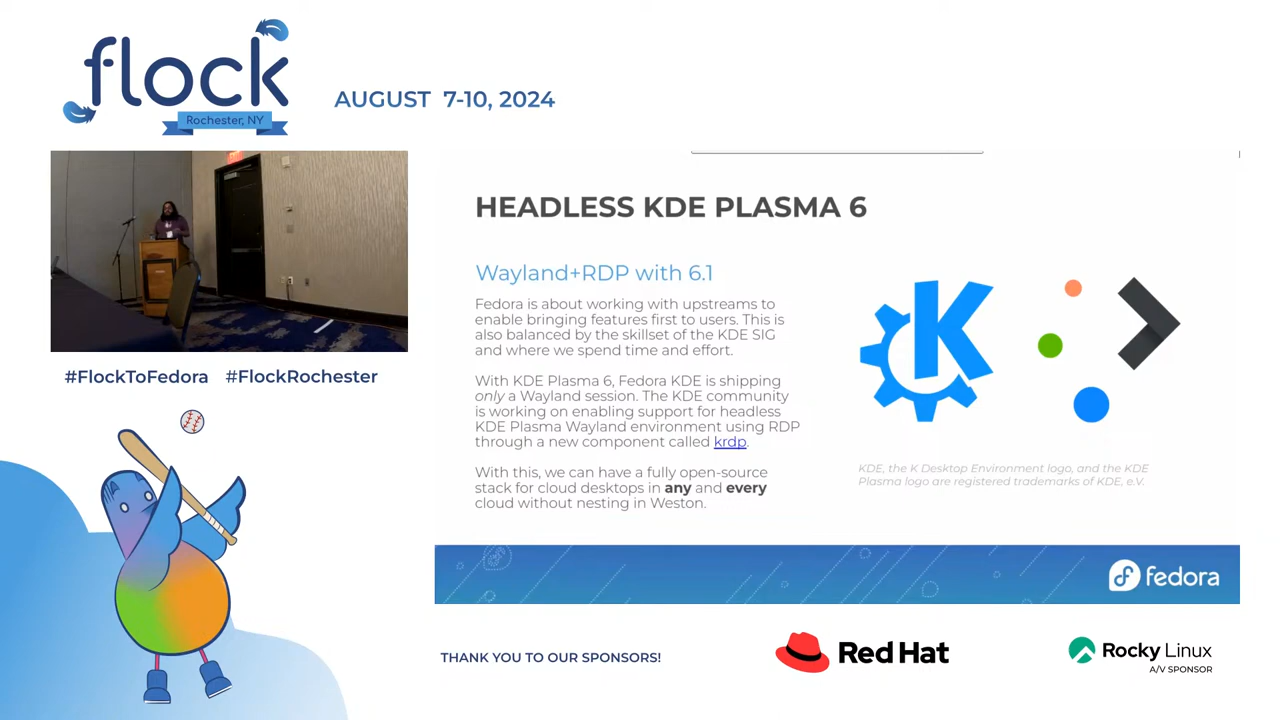 flock
Rochester, NY
AUGUST 7-10, 2024
#FlockToFedora #FlockRochester
HEADLESS KDE PLASMA 6
Wayland+RDP with 6.1
Fedora is about working with upstreams to
enable bringing features first to users. This is
also balanced by the skillset of the KDE SIG
and where we spend time and effort.
With KDE Plasma 6, Fedora KDE is shipping
only a Wayland session. The KDE community
is working on enabling support for headless
KDE Plasma Wayland environment using RDP
through a new component called krdp.
With this, we can have a fully open-source
stack for cloud desktops in any and every
cloud without nesting in Weston.
K
KDE, the K Desktop Environment logo, and the KDE
Plasma logo are registered trademarks of KDE, e.V.
fedora
THANK YOU TO OUR SPONSORS!
Red Hat
Rocky Linux
A/V SPONSOR